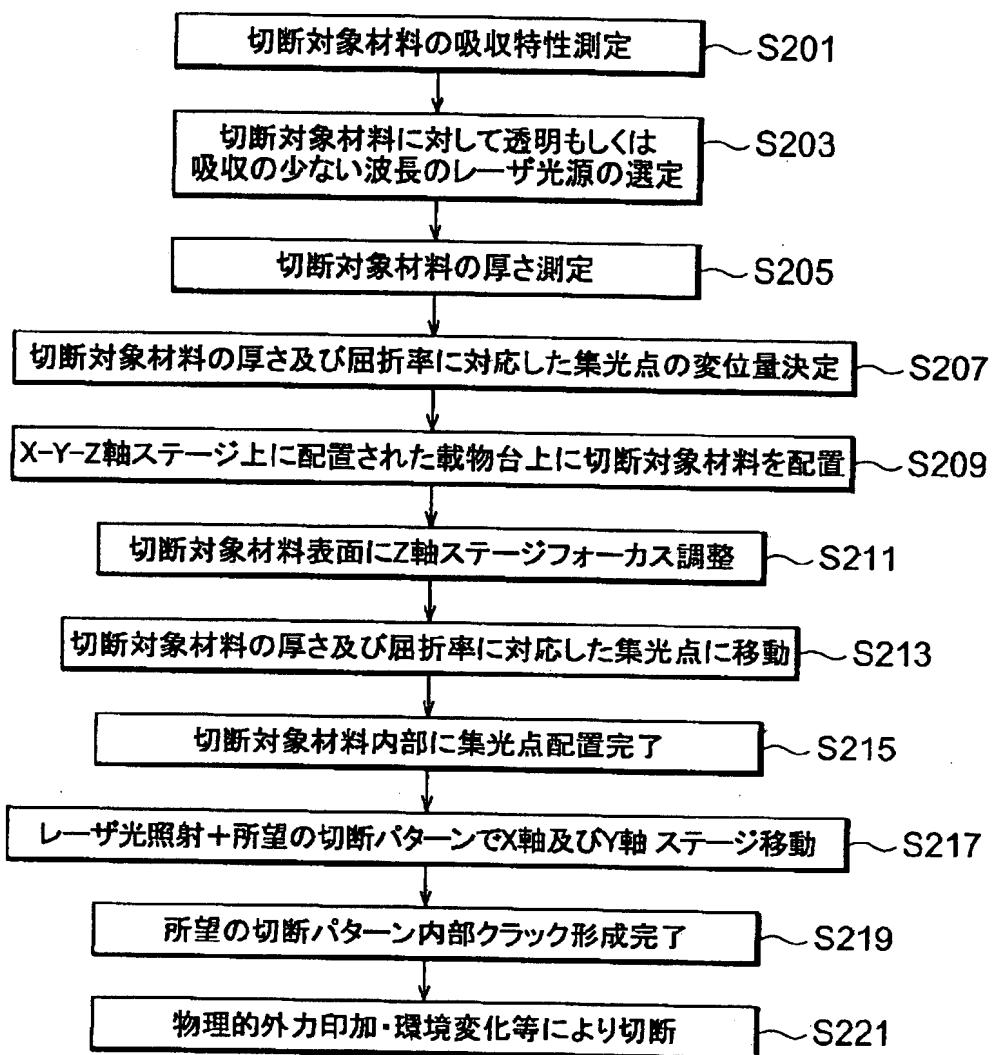 切断対象材料の吸収特性測定
S201
切断対象材料に対して透明もしくは
吸収の少ない波長のレーザ光源の選定
S203
切断対象材料の厚さ測定
S205
切断対象材料の厚さ及び屈折率に対応した集光点の変位量決定
S207
X-Y-Z軸ステージ上に配置された載物台上に切断対象材料を配置
S209
切断対象材料表面にZ軸ステージフォーカス調整
S211
切断対象材料の厚さ及び屈折率に対応した集光点に移動
S213
切断対象材料内部に集光点配置完了
S215
レーザ光照射+所望の切断パターンでX軸及びY軸 ステージ移動
S217
所望の切断パターン内部クラック形成完了
S219
物理的外力印加・環境変化等により切断
S221